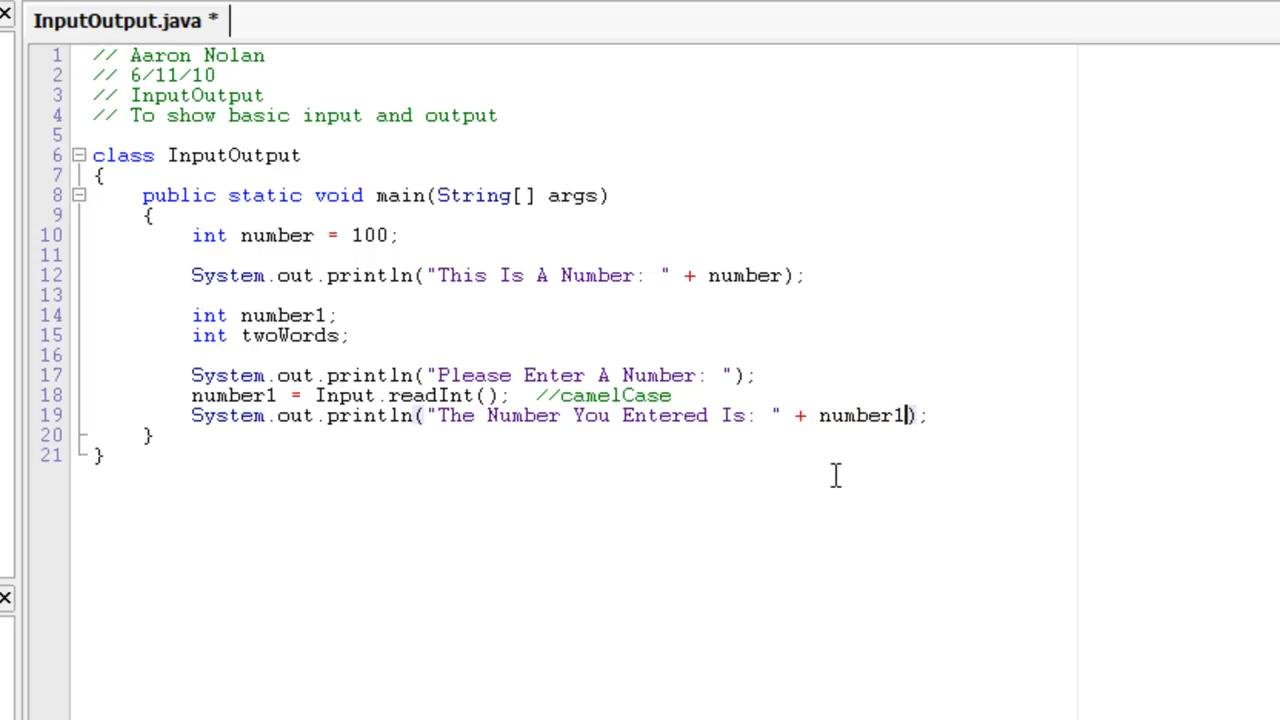 InputOutput.java *
1 // Aaron Nolan
2 // 6/11/10
3 // InputOutput
4 // To show basic input and output
5
6 class InputOutput
7 {
8 public static void main(String[] args)
9 {
10 int number = 100;
11
12 System.out.println("This Is A Number: " + number);
13
14 int number1;
15 int twoWords;
16
17 System.out.println("Please Enter A Number: ");
18 number1 = Input.readInt(); //camelCase
19 System.out.println("The Number You Entered Is: " + number1);
20 }
21 }